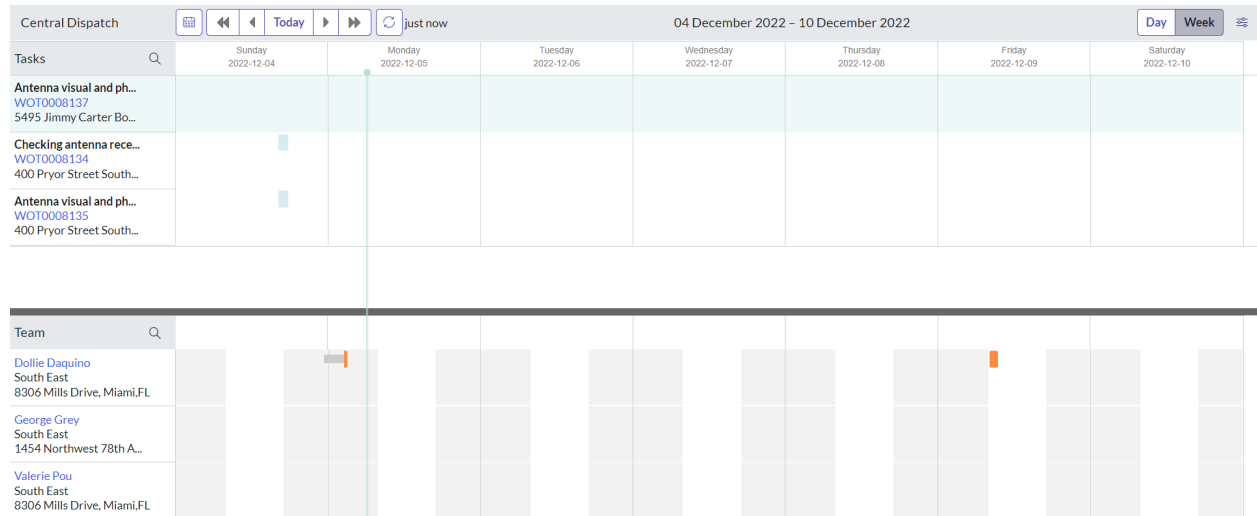 Central Dispatch
Today
just now
04 December 2022 – 10 December 2022
Day
Week
Tasks
Sunday
2022-12-04
Monday
2022-12-05
Tuesday
2022-12-06
Wednesday
2022-12-07
Thursday
2022-12-08
Friday
2022-12-09
Saturday
2022-12-10
Antenna visual and ph...
WOT0008137
5495 Jimmy Carter Bo...
Checking antenna rece...
WOT0008134
400 Pryor Street South...
Antenna visual and ph...
WOT0008135
400 Pryor Street South...
Team
Dollie Daquino
South East
8306 Mills Drive, Miami,FL
George Grey
South East
1454 Northwest 78th A...
Valerie Pou
South East
8306 Mills Drive, Miami,FL